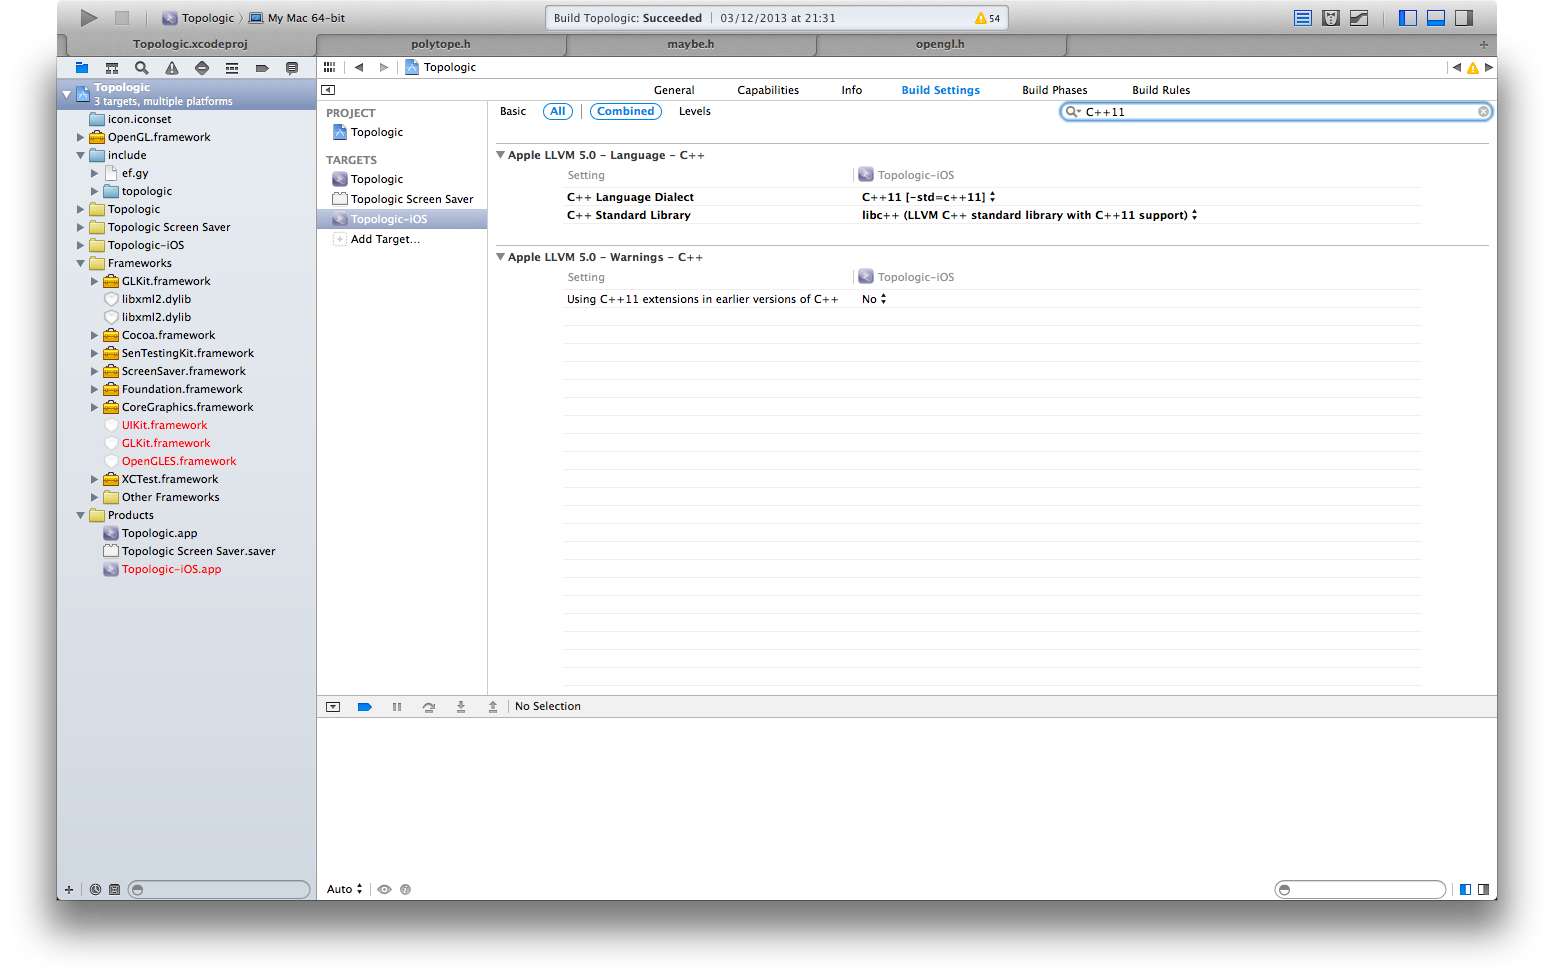 Topologic My Mac 64-bit
Build Topologic: Succeeded 03/12/2013 at 21:31 54
Topologic.xcodeproj polytope.h maybe.h opengl.h
Topologic
Topologic
3 targets, multiple platforms
icon.iconset
OpenGL.framework
include
ef.gy
topologic
Topologic
Topologic Screen Saver
Topologic-iOS
Frameworks
GLKit.framework
libxml2.dylib
libxml2.dylib
Cocoa.framework
SenTestingKit.framework
ScreenSaver.framework
Foundation.framework
CoreGraphics.framework
UIKit.framework
GLKit.framework
OpenGLES.framework
XCTest.framework
Other Frameworks
Products
Topologic.app
Topologic Screen Saver.saver
Topologic-iOS.app
General Capabilities Info Build Settings Build Phases Build Rules
PROJECT
Topologic
TARGETS
Topologic
Topologic Screen Saver
Topologic-iOS
Add Target...
Basic All Combined Levels C++11
Apple LLVM 5.0 - Language - C++
Setting Topologic-iOS
C++ Language Dialect C++11 [-std=c++11]
C++ Standard Library libc++ (LLVM C++ standard library with C++11 support)
Apple LLVM 5.0 - Warnings - C++
Setting Topologic-iOS
Using C++11 extensions in earlier versions of C++ No
No Selection
Auto